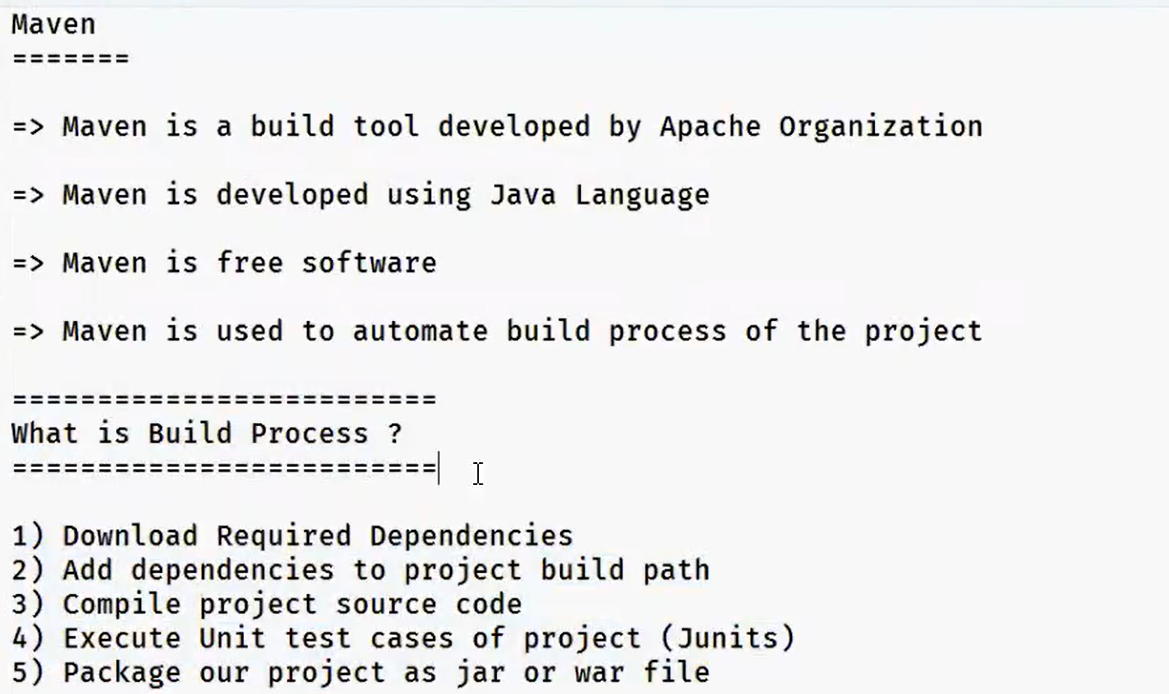 Maven
=======
=> Maven is a build tool developed by Apache Organization
=> Maven is developed using Java Language
=> Maven is free software
=> Maven is used to automate build process of the project
=========================
What is Build Process ?
=========================
1) Download Required Dependencies
2) Add dependencies to project build path
3) Compile project source code
4) Execute Unit test cases of project (Junits)
5) Package our project as jar or war file